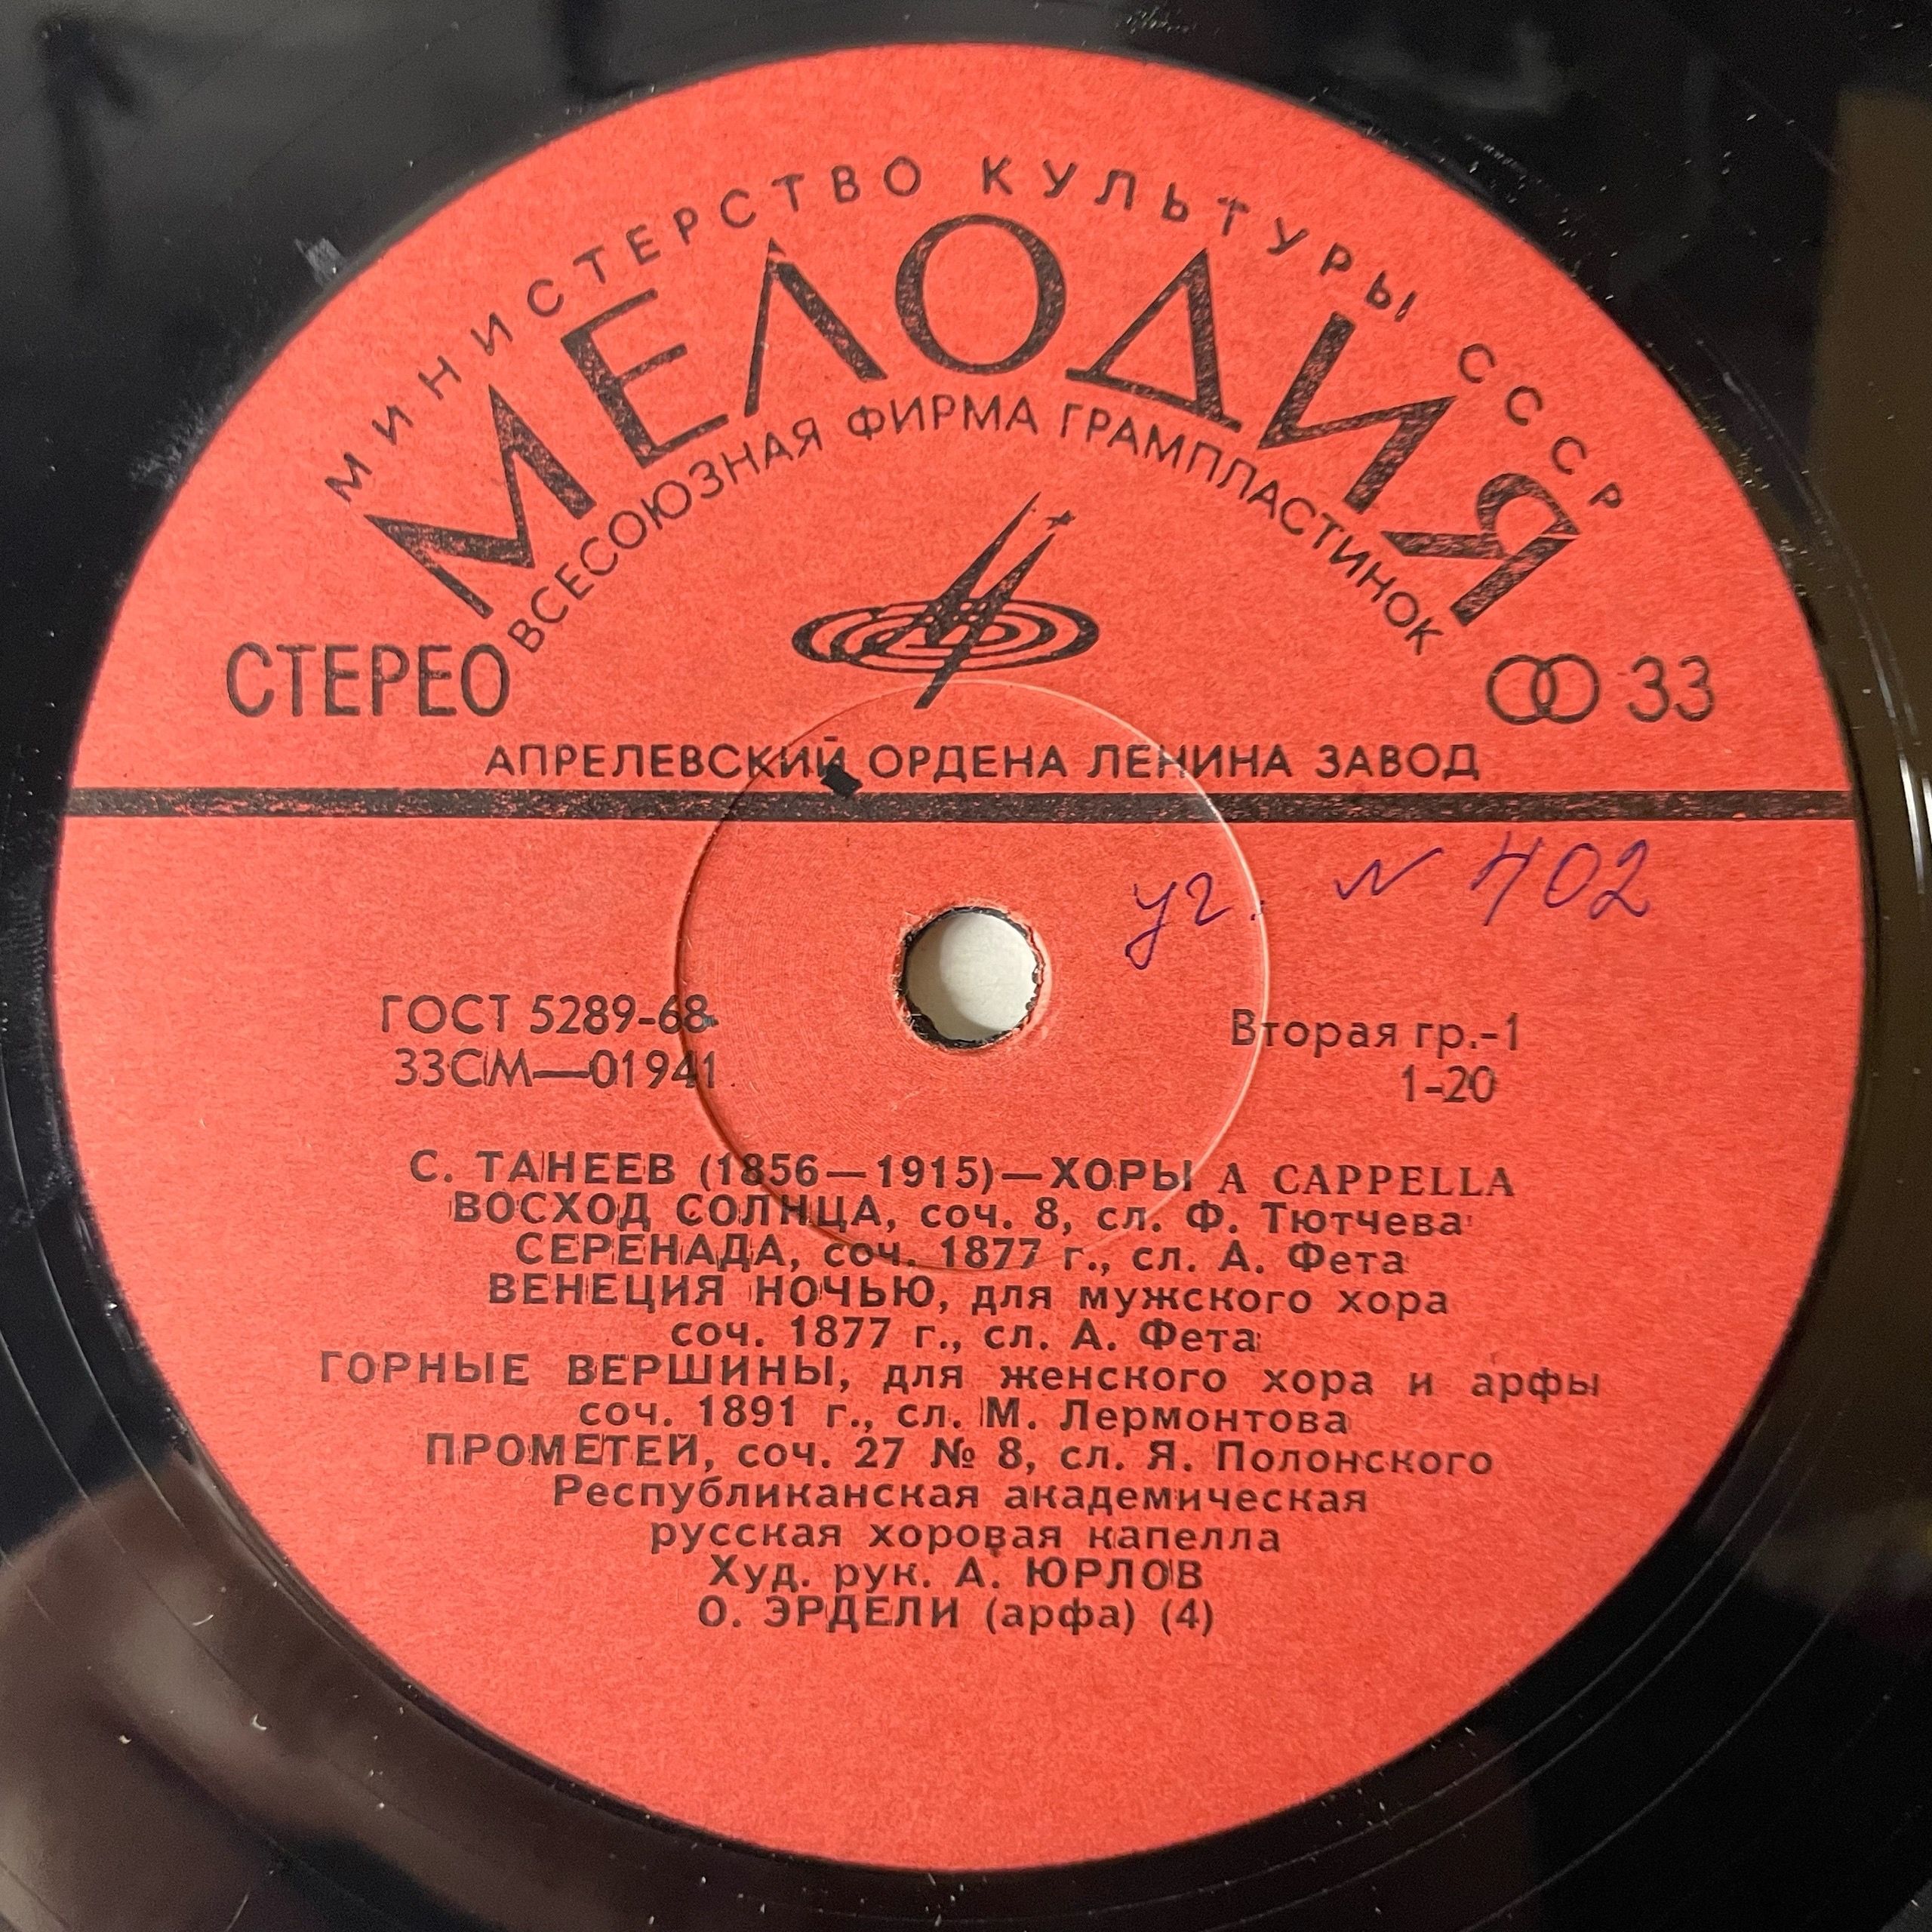 МИНИСТЕРСТВО КУЛЬТУРЫ СССР
МЕЛОДИЯ
ВСЕСОЮЗНАЯ ФИРМА ГРАМПЛАСТИНОК
СТЕРЕО 33
АПРЕЛЕВСКИЙ ОРДЕНА ЛЕНИНА ЗАВОД
уг. N 402
ГОСТ 5289-68 Вторая гр.-1
33СМ—01941 1-20
С. ТАНЕЕВ (1856—1915)—ХОРЫ A CAPPELLA
ВОСХОД СОЛНЦА, соч. 8, сл. Ф. Тютчева
СЕРЕНАДА, соч. 1877 г., сл. А. Фета
ВЕНЕЦИЯ НОЧЬЮ, для мужского хора
соч. 1877 г., сл. А. Фета
ГОРНЫЕ ВЕРШИНЫ, для женского хора и арфы
соч. 1891 г., сл. М. Лермонтова
ПРОМЕТЕЙ, соч. 27 № 8, сл. Я. Полонского
Республиканская академическая
русская хоровая капелла
Худ. рук. А. ЮРЛОВ
О. ЭРДЕЛИ (арфа) (4)